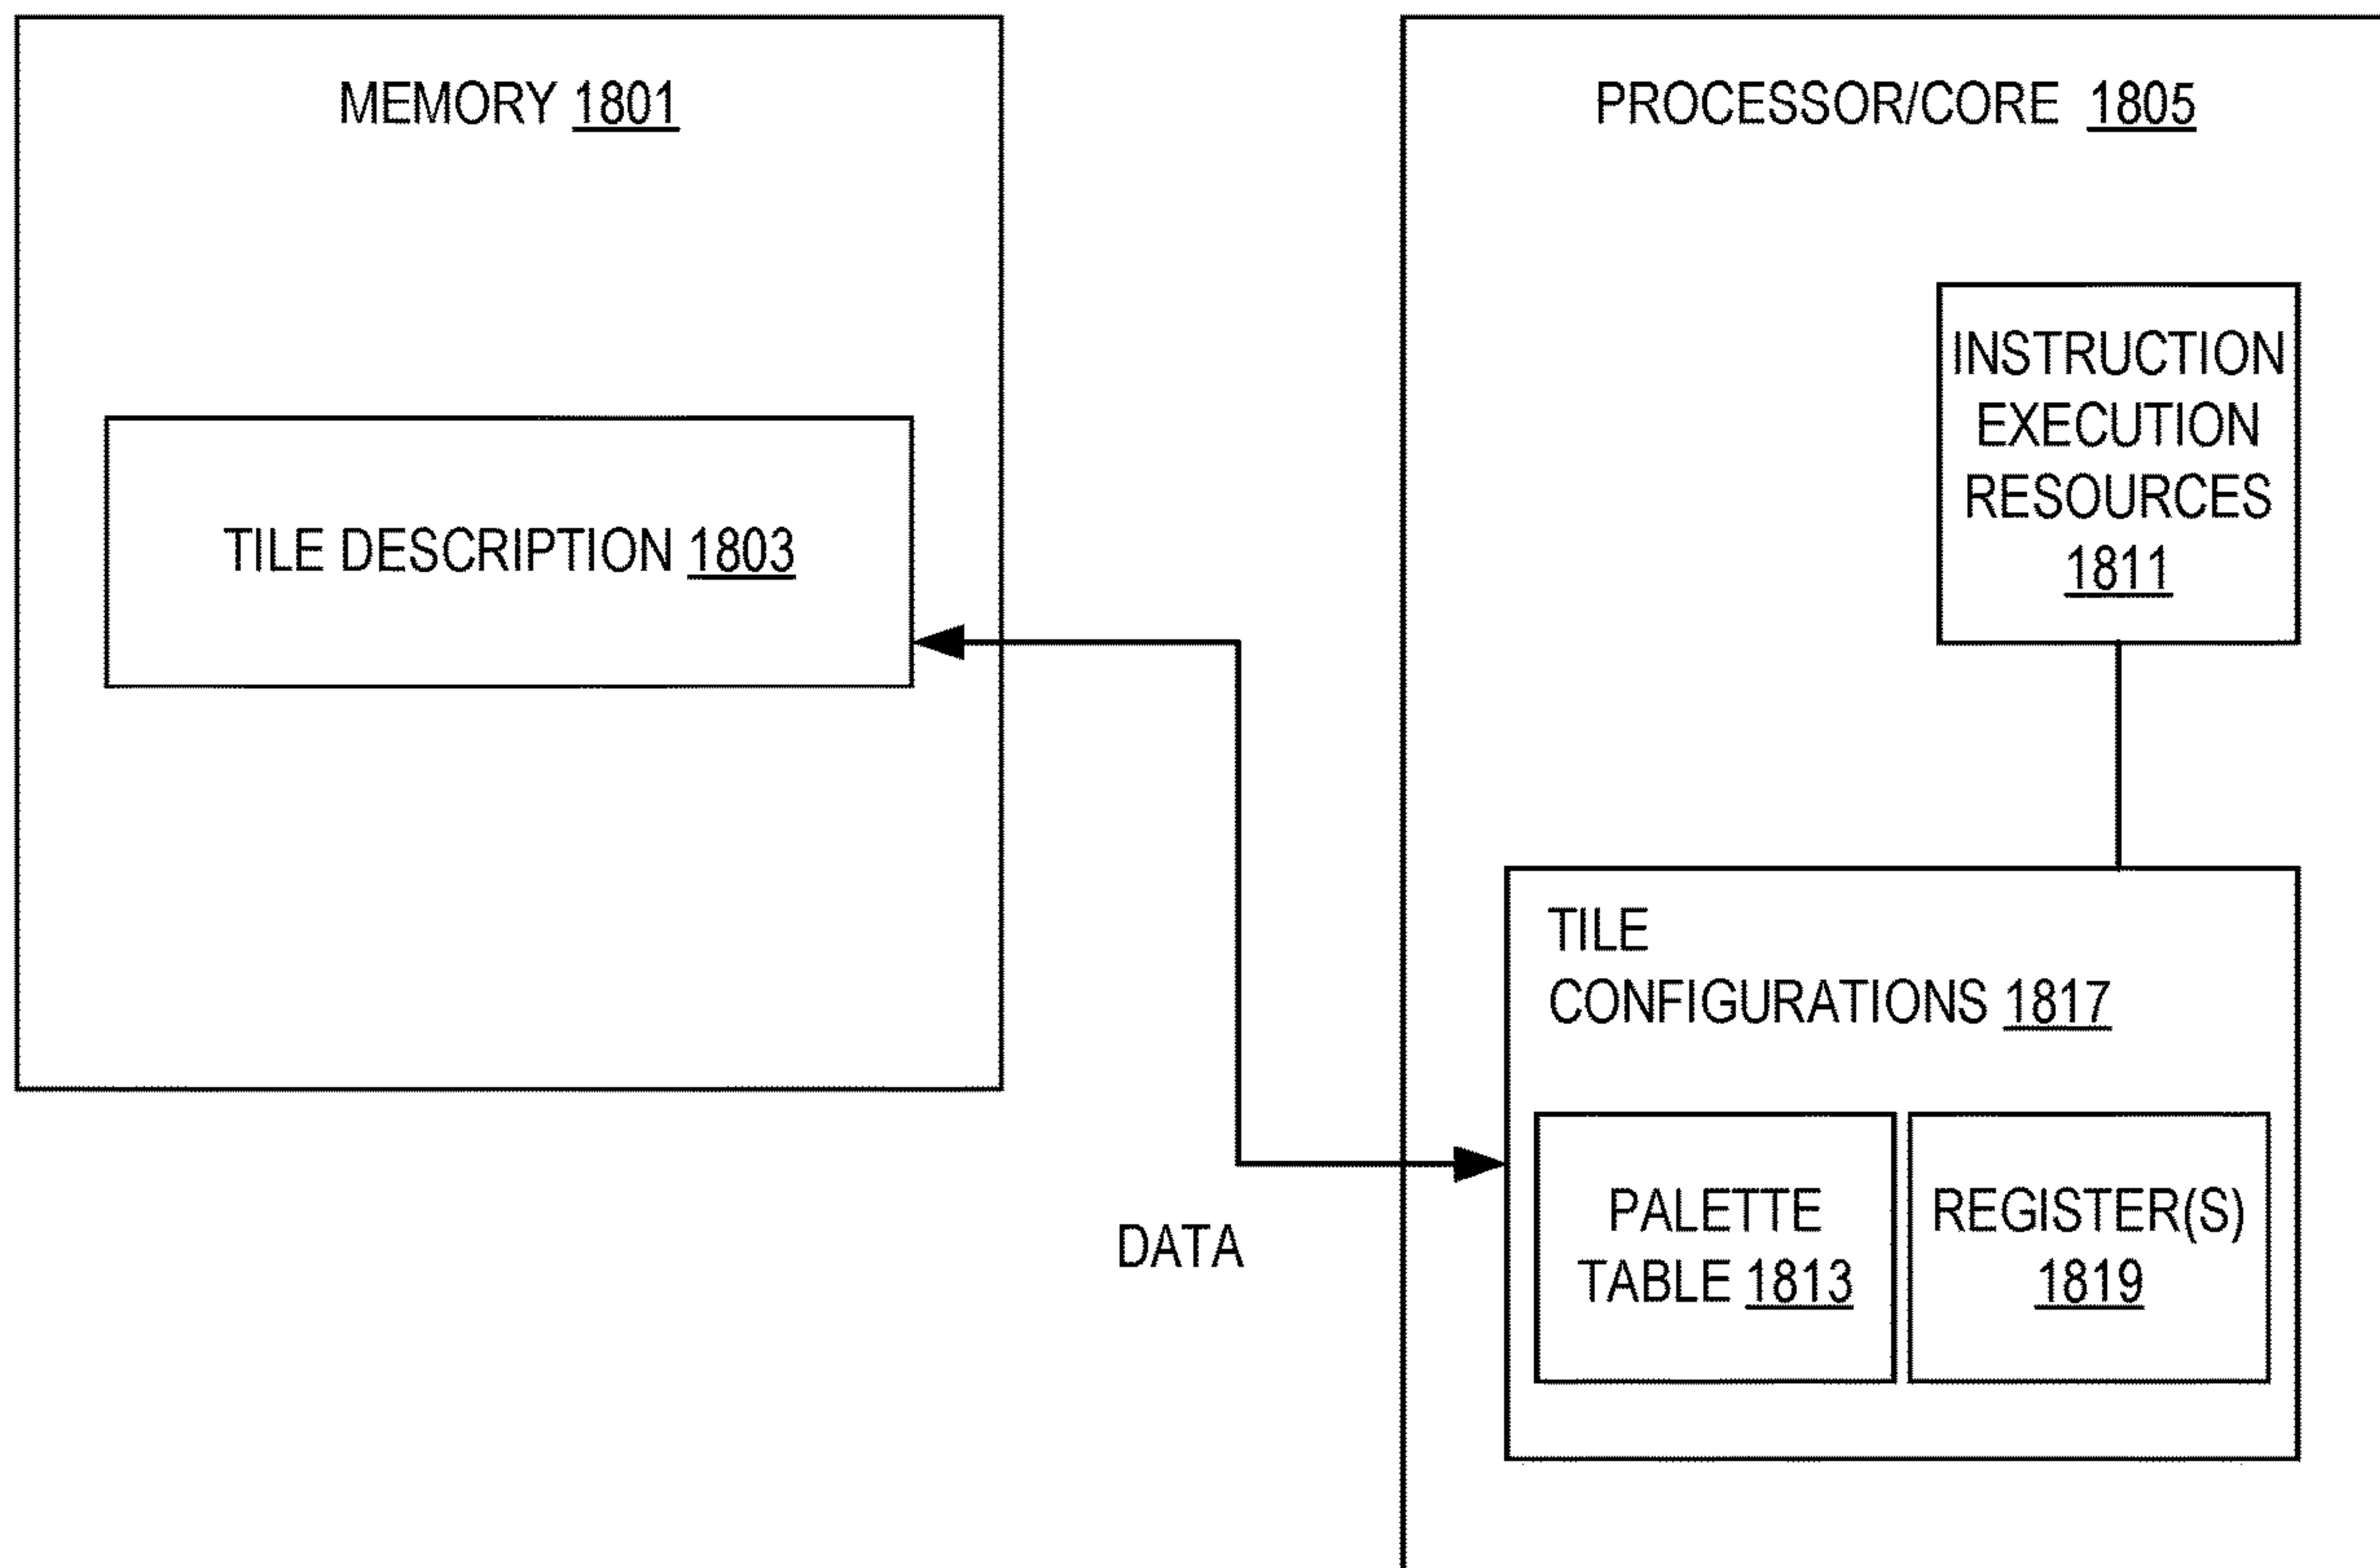 MEMORY 1801
TILE DESCRIPTION 1803
DATA
PROCESSOR/CORE 1805
INSTRUCTION
EXECUTION
RESOURCES
1811
TILE
CONFIGURATIONS 1817
PALETTE
TABLE 1813
REGISTER(S)
1819